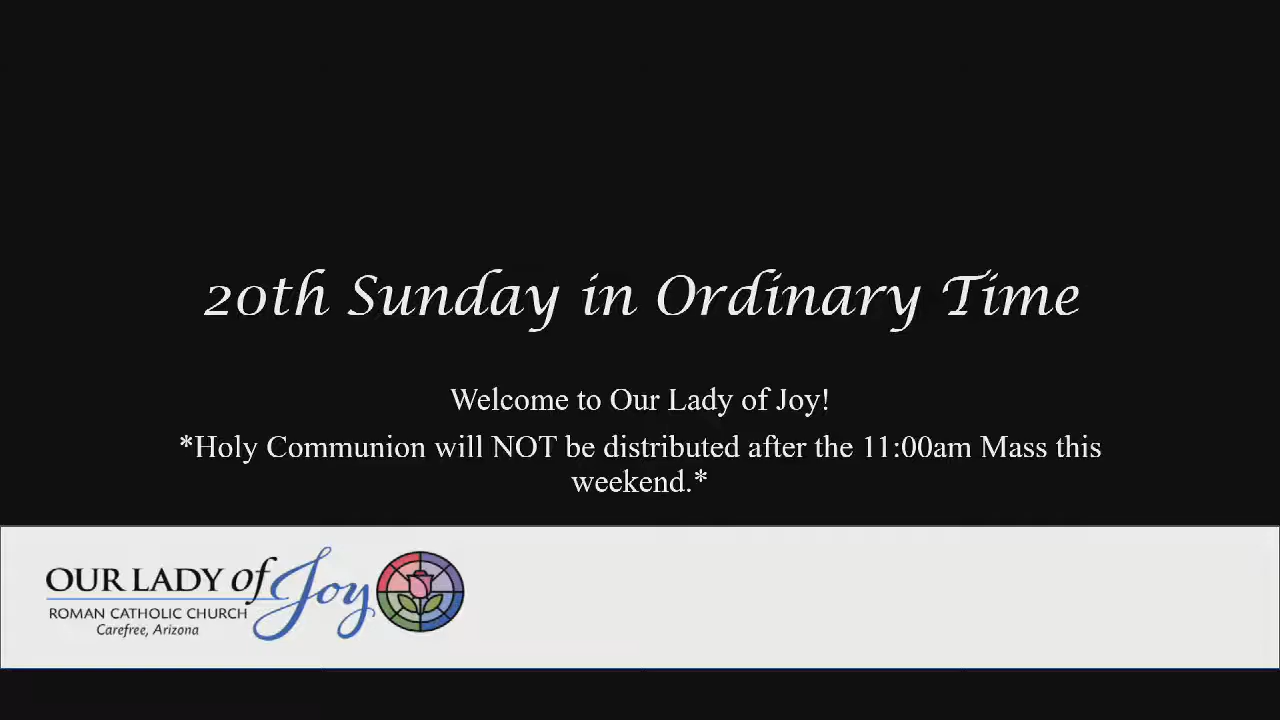 20th Sunday in Ordinary Time
Welcome to Our Lady of Joy!
*Holy Communion will NOT be distributed after the 11:00am Mass this
weekend.*
OUR LADY of Joy
ROMAN CATHOLIC CHURCH
Carefree, Arizona